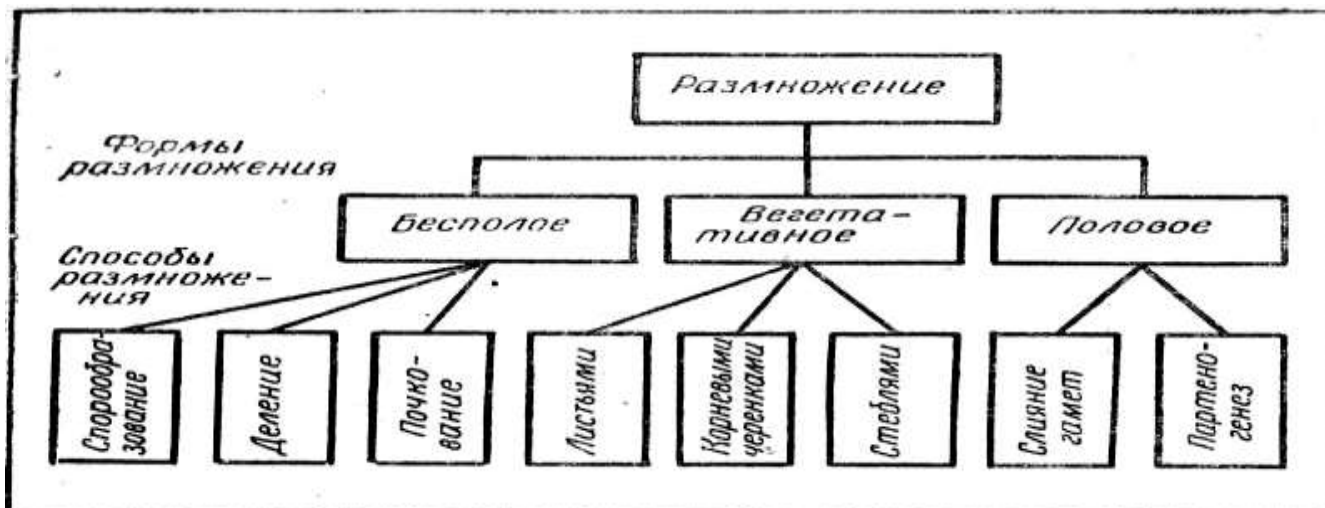 Размножение
Формы
размножения
Бесполое
Вегета-
тивное
Половое
Способы
размноже-
ния
Спорообра-
зование
Деление
Почко-
вание
Листьями
Корневыми
черенками
Стеблями
Слияние
гамет
Партено-
генез